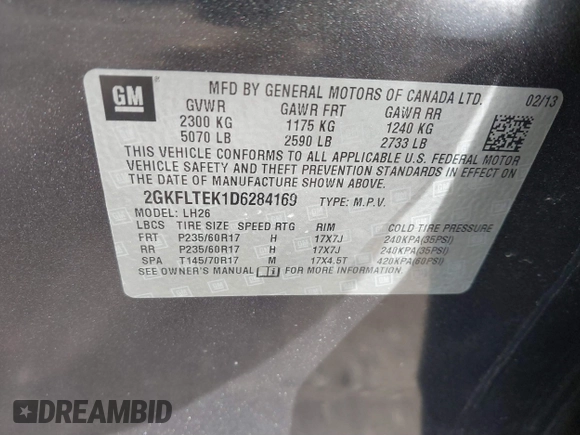 GM
MFD BY GENERAL MOTORS OF CANADA LTD. 02/13
GVWR GAWR FRT GAWR RR
2300 KG 1175 KG 1240 KG
5070 LB 2590 LB 2733 LB
THIS VEHICLE CONFORMS TO ALL APPLICABLE U.S. FEDERAL MOTOR
VEHICLE SAFETY AND THEFT PREVENTION STANDARDS IN EFFECT ON
THE DATE OF MANUFACTURE SHOWN ABOVE.
2GKFLTEK1D6284169 TYPE: M.P.V.
MODEL: LH26
LBCS TIRE SIZE SPEED RTG RIM COLD TIRE PRESSURE
FRT P235/60R17 H 17X7J 240KPA(35PSI)
RR P235/60R17 H 17X7J 240KPA(35PSI)
SPA T145/70R17 M 17X4.5T 420KPA(60PSI)
SEE OWNER'S MANUAL FOR MORE INFORMATION.
DREAMBID